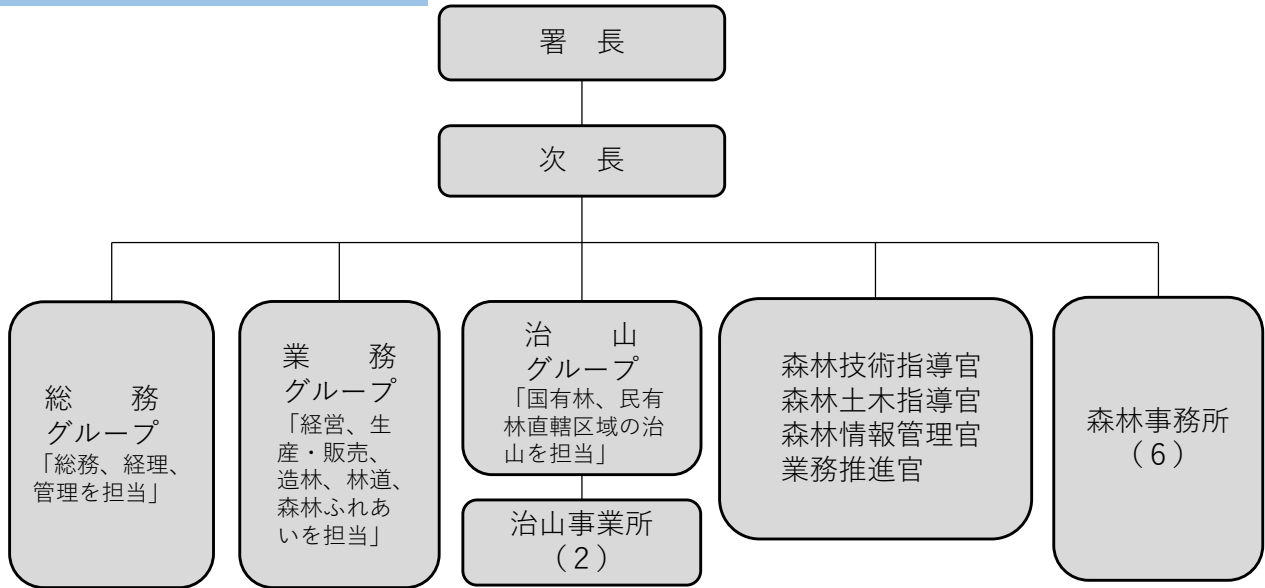 署　長
次　長
総　　務
グループ
「総務、経理、
管理を担当」
業　　務
グループ
「経営、生
産・販売、
造林、林道、
森林ふれあ
いを担当」
治　　山
グループ
「国有林、民有
林直轄区域の治
山を担当」
治山事業所
（２）
森林技術指導官
森林土木指導官
森林情報管理官
業務推進官
森林事務所
（６）